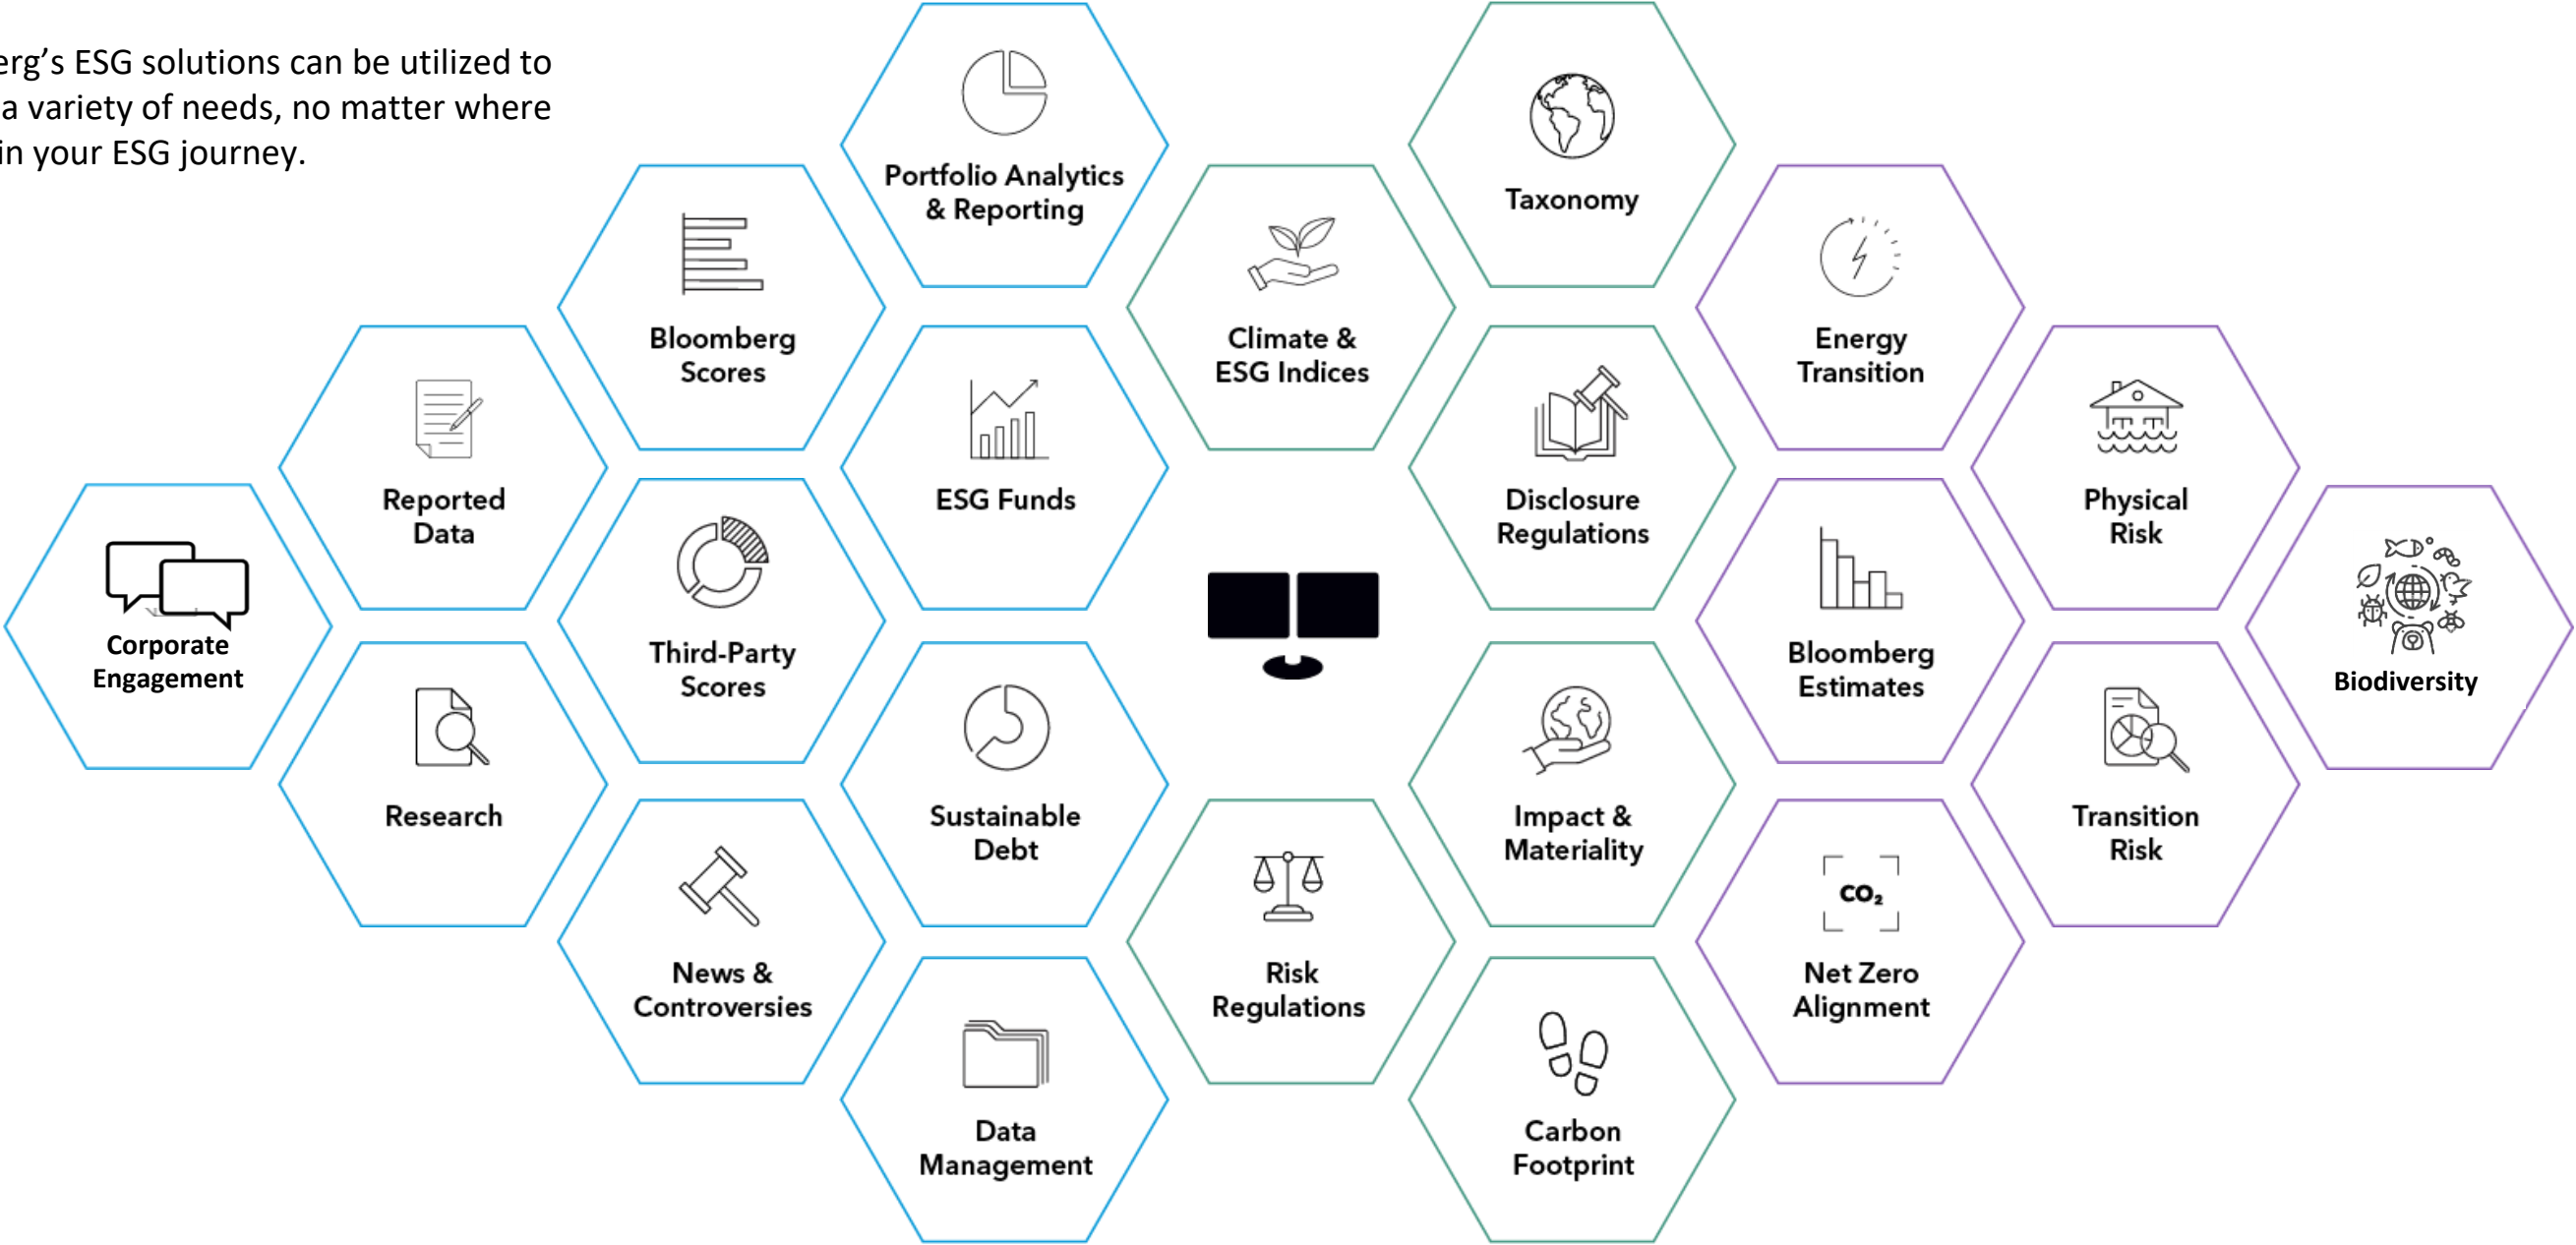 erg’s ESG solutions can be utilized to
a variety of needs, no matter where
in your ESG journey.
Portfolio Analytics
& Reporting
Taxonomy
Bloomberg
Scores
Climate &
ESG Indices
Energy
Transition
Reported
Data
ESG Funds
Disclosure
Regulations
Physical
Risk
Corporate
Engagement
Third-Party
Scores
Bloomberg
Estimates
Biodiversity
Research
Sustainable
Debt
Impact &
Materiality
Transition
Risk
News &
Controversies
Risk
Regulations
CO₂
Net Zero
Alignment
Data
Management
Carbon
Footprint